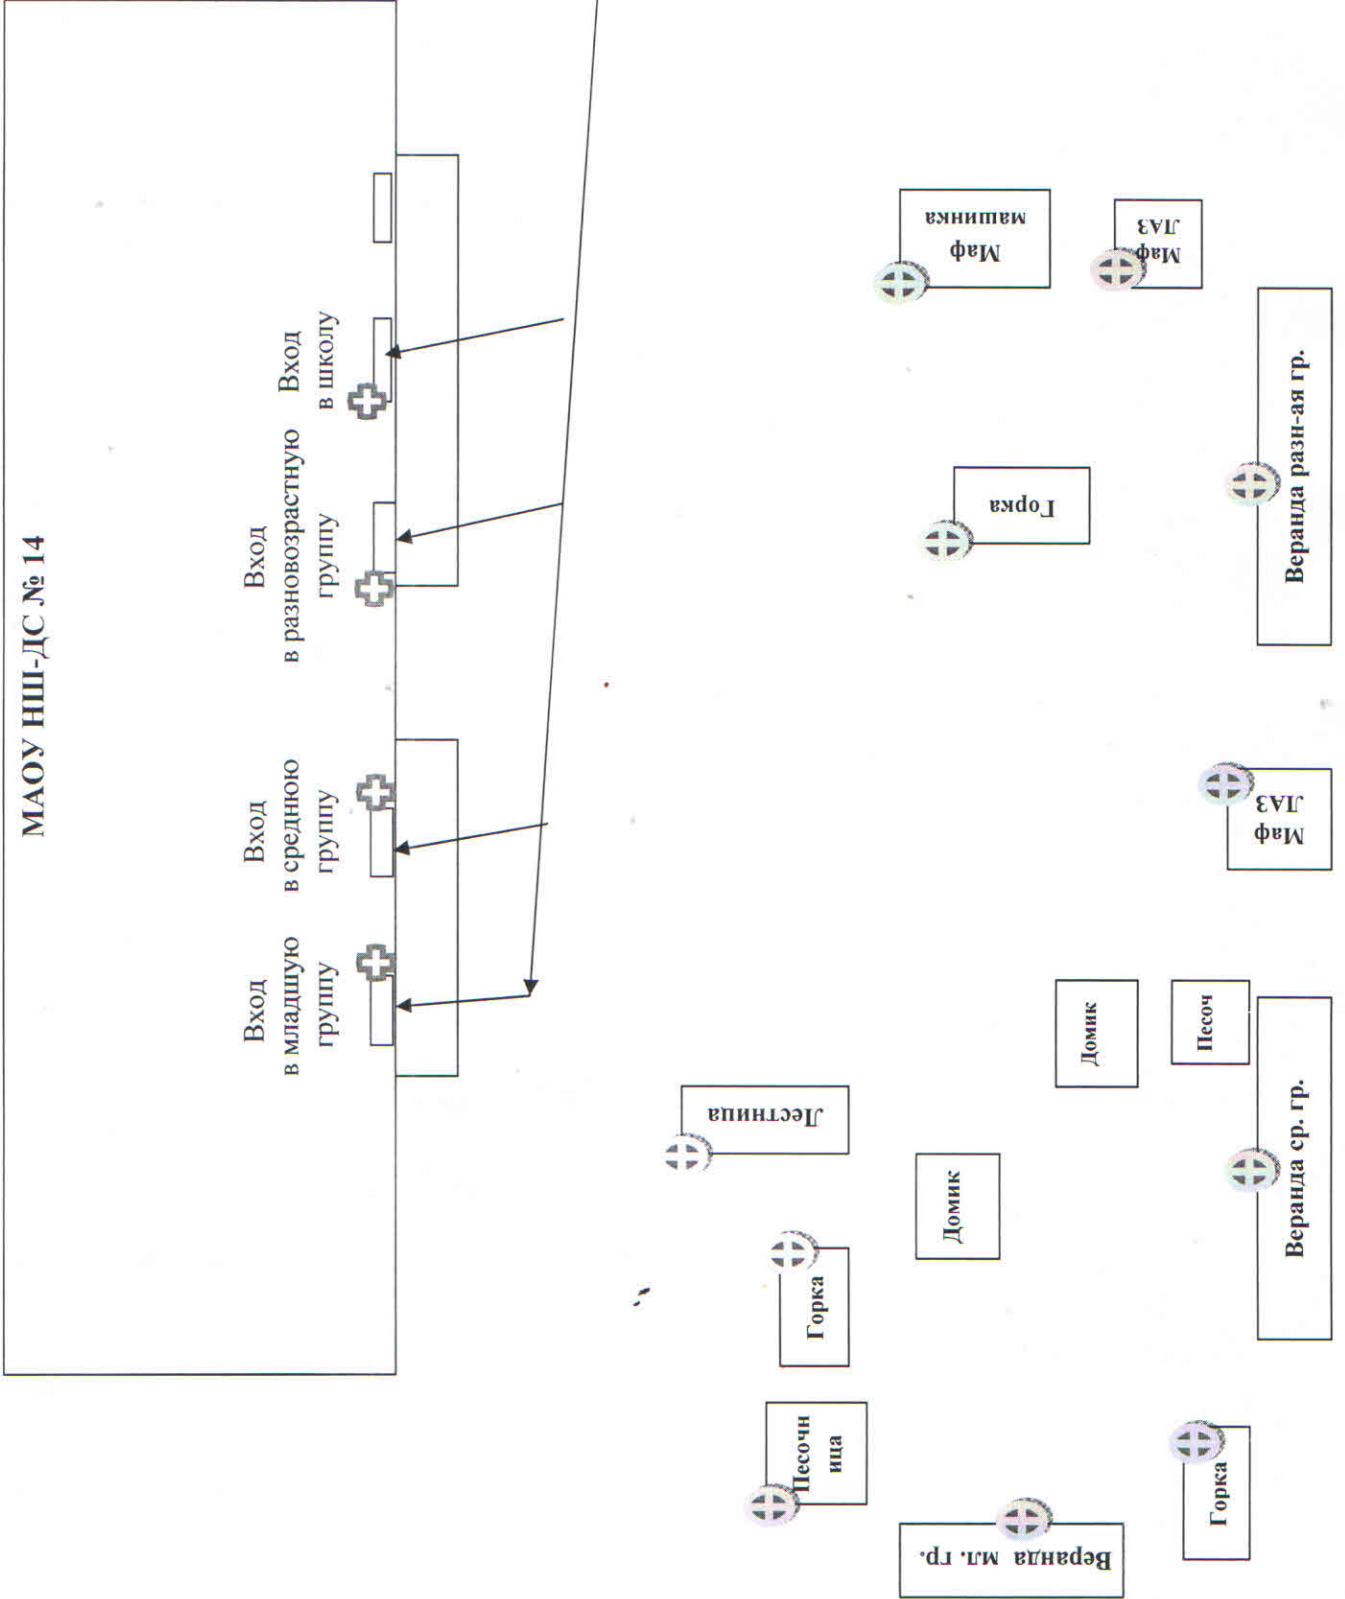 МАОУ НШ-ДС № 14
Вход
в младшую
группу
Вход
в среднюю
группу
Вход
в разновозрастную
группу
Вход
в школу
Лестница
Горка
Песочн
ица
Домик
Домик
Песоч
Веранда мл. гр.
Горка
Веранда ср. гр.
Маф
ЛАЗ
Горка
Маф
машинка
Маф
ЛАЗ
Веранда разн-ая гр.